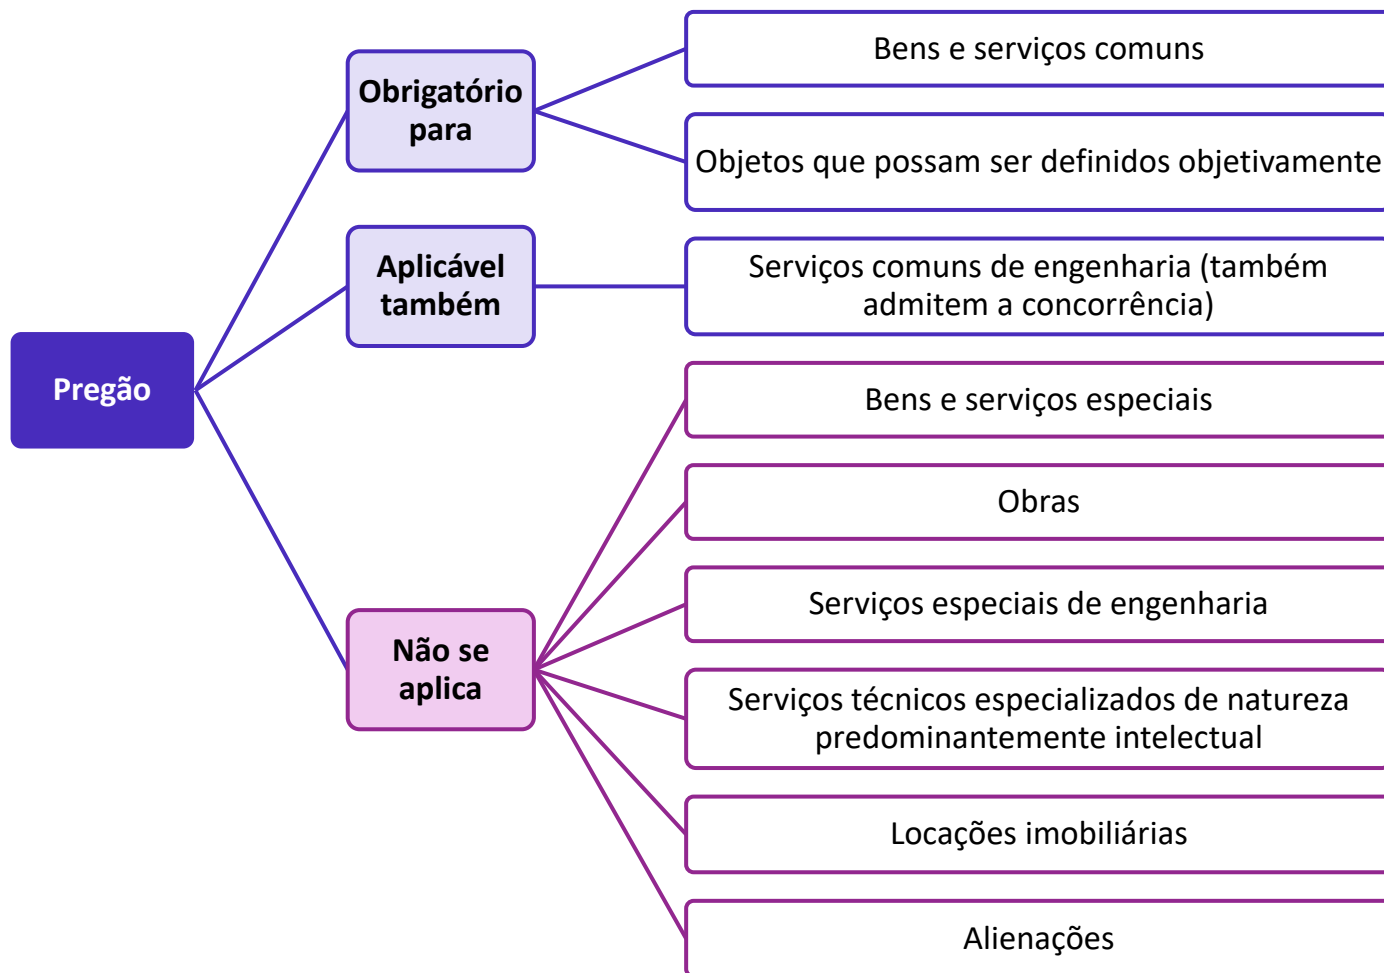 Pregão
Obrigatório
para
Bens e serviços comuns
Objetos que possam ser definidos objetivamente
Aplicável
também
Serviços comuns de engenharia (também
admitem a concorrência)
Não se
aplica
Bens e serviços especiais
Obras
Serviços especiais de engenharia
Serviços técnicos especializados de natureza
predominantemente intelectual
Locações imobiliárias
Alienações